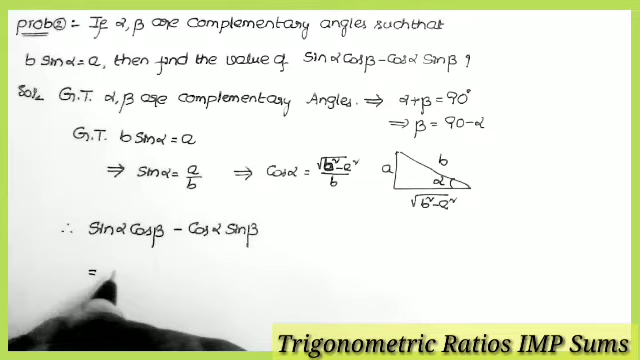 prob②:- If α, β are complementary angles such that
b sinα = a, then find the value of Sinα Cosβ - Cosα Sinβ ?
Sol. G.T. α, β are complementary Angles. ⇒ α+β = 90°
⇒ β = 90-α
G.T. b Sinα = a
⇒ Sinα = a/b ⇒ Cosα = √(b²-a²)/b
a b α √(b²-a²)
∴ Sinα Cosβ - Cosα Sinβ
=
Trigonometric Ratios IMP Sums